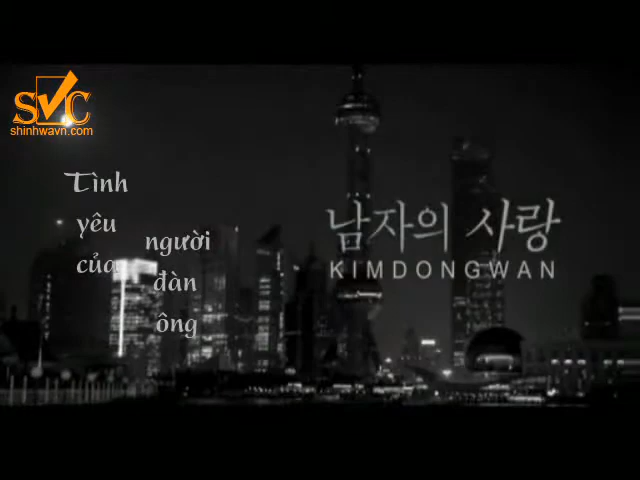 SVC
shinhwavn.com
Tình
yêu
của
người
đàn
ông
남자의 사랑
KIMDONGWAN